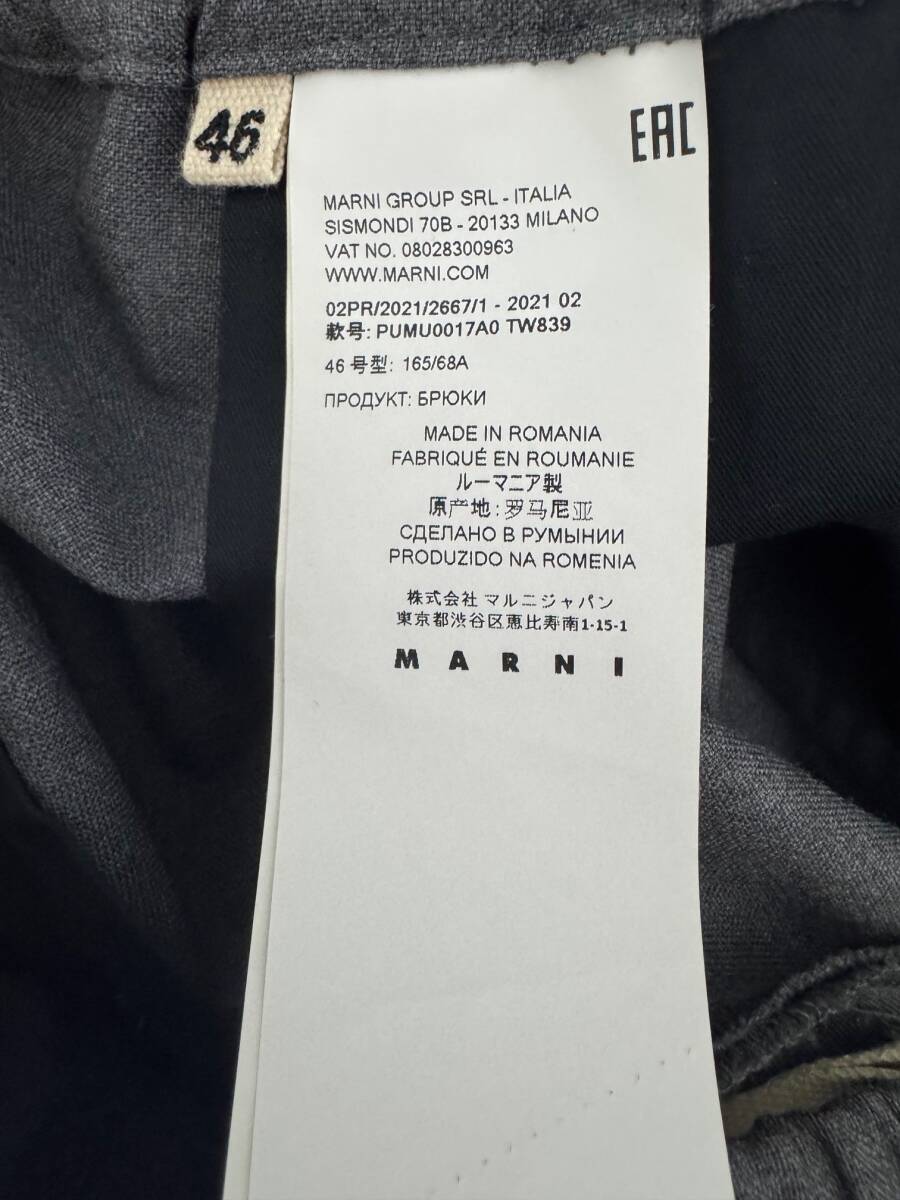 46
EAC
MARNI GROUP SRL - ITALIA
SISMONDI 70B - 20133 MILANO
VAT NO. 08028300963
WWW.MARNI.COM
02PR/2021/2667/1 - 2021 02
款号: PUMU0017A0 TW839
46 号型: 165/68A
ПРОДУКТ: БРЮКИ
MADE IN ROMANIA
FABRIQUÉ EN ROUMANIE
ルーマニア製
原产地: 罗马尼亚
СДЕЛАНО В РУМЫНИИ
PRODUZIDO NA ROMENIA
株式会社 マルニジャパン
東京都渋谷区恵比寿南1-15-1
MARNI